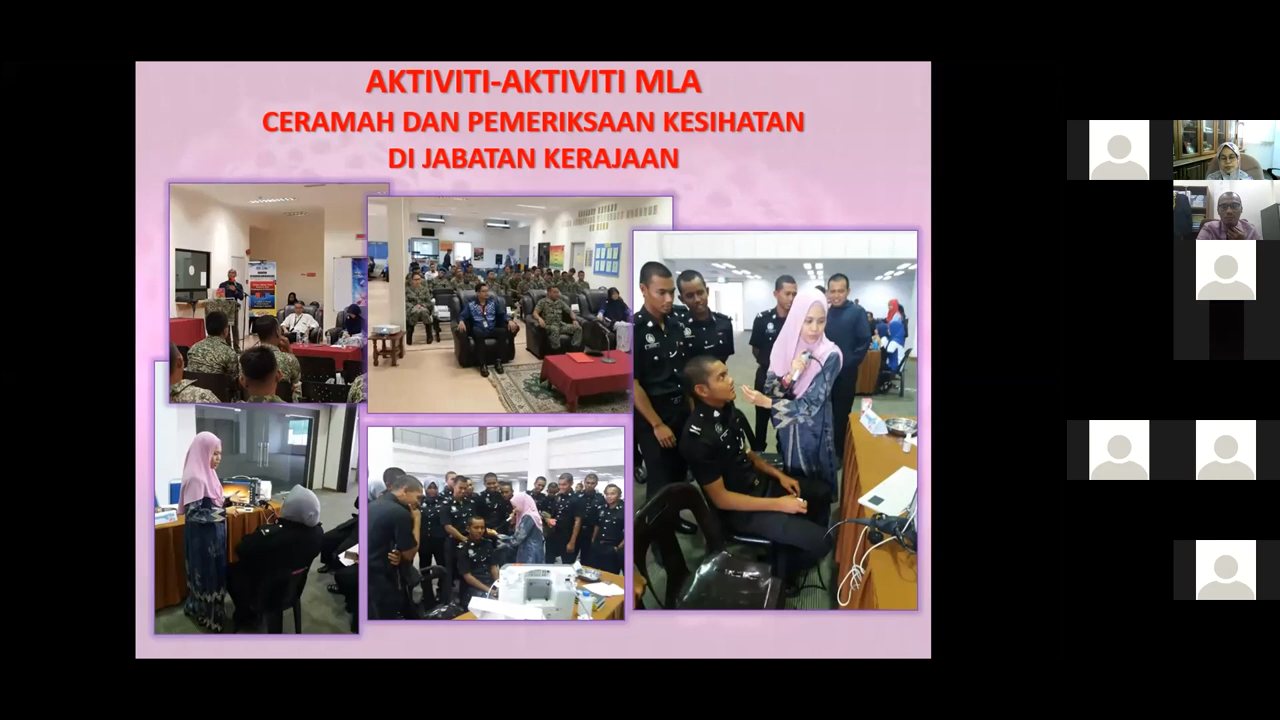 AKTIVITI-AKTIVITI MLA
CERAMAH DAN PEMERIKSAAN KESIHATAN
DI JABATAN KERAJAAN